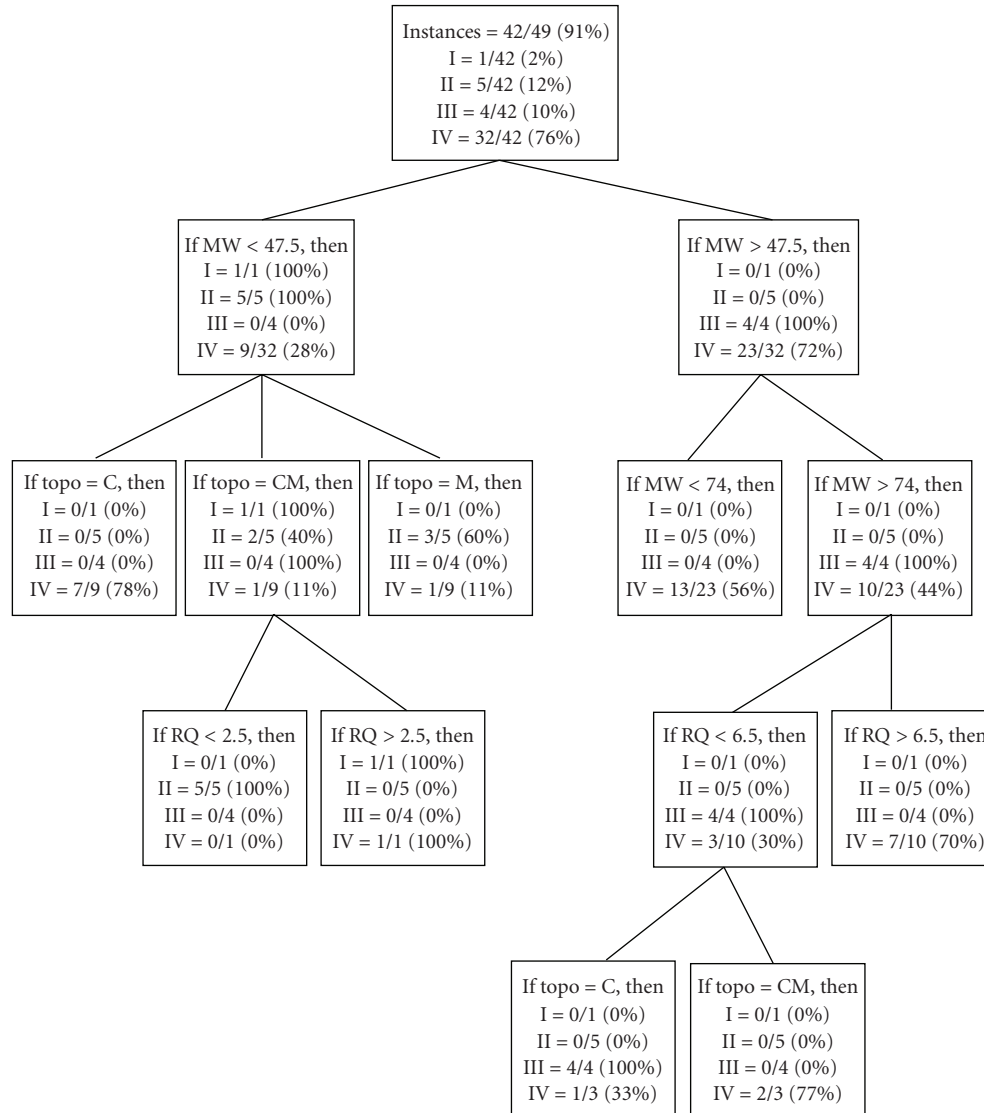 Instances = 42/49 (91%)
I = 1/42 (2%)
II = 5/42 (12%)
III = 4/42 (10%)
IV = 32/42 (76%)
If MW < 47.5, then
I = 1/1 (100%)
II = 5/5 (100%)
III = 0/4 (0%)
IV = 9/32 (28%)
If MW > 47.5, then
I = 0/1 (0%)
II = 0/5 (0%)
III = 4/4 (100%)
IV = 23/32 (72%)
If topo = C, then
I = 0/1 (0%)
II = 0/5 (0%)
III = 0/4 (0%)
IV = 7/9 (78%)
If topo = CM, then
I = 1/1 (100%)
II = 2/5 (40%)
III = 0/4 (100%)
IV = 1/9 (11%)
If topo = M, then
I = 0/1 (0%)
II = 3/5 (60%)
III = 0/4 (0%)
IV = 1/9 (11%)
If MW < 74, then
I = 0/1 (0%)
II = 0/5 (0%)
III = 0/4 (0%)
IV = 13/23 (56%)
If MW > 74, then
I = 0/1 (0%)
II = 0/5 (0%)
III = 4/4 (100%)
IV = 10/23 (44%)
If RQ < 2.5, then
I = 0/1 (0%)
II = 5/5 (100%)
III = 0/4 (0%)
IV = 0/1 (0%)
If RQ > 2.5, then
I = 1/1 (100%)
II = 0/5 (0%)
III = 0/4 (0%)
IV = 1/1 (100%)
If RQ < 6.5, then
I = 0/1 (0%)
II = 0/5 (0%)
III = 4/4 (100%)
IV = 3/10 (30%)
If RQ > 6.5, then
I = 0/1 (0%)
II = 0/5 (0%)
III = 0/4 (0%)
IV = 7/10 (70%)
If topo = C, then
I = 0/1 (0%)
II = 0/5 (0%)
III = 4/4 (100%)
IV = 1/3 (33%)
If topo = CM, then
I = 0/1 (0%)
II = 0/5 (0%)
III = 0/4 (0%)
IV = 2/3 (77%)